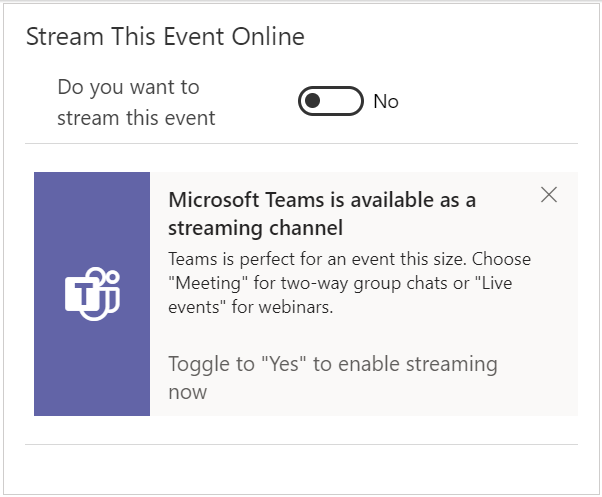 Stream This Event Online
Do you want to
stream this event
No
Microsoft Teams is available as a
streaming channel
Teams is perfect for an event this size. Choose
"Meeting" for two-way group chats or "Live
events" for webinars.
Toggle to "Yes" to enable streaming
now
T